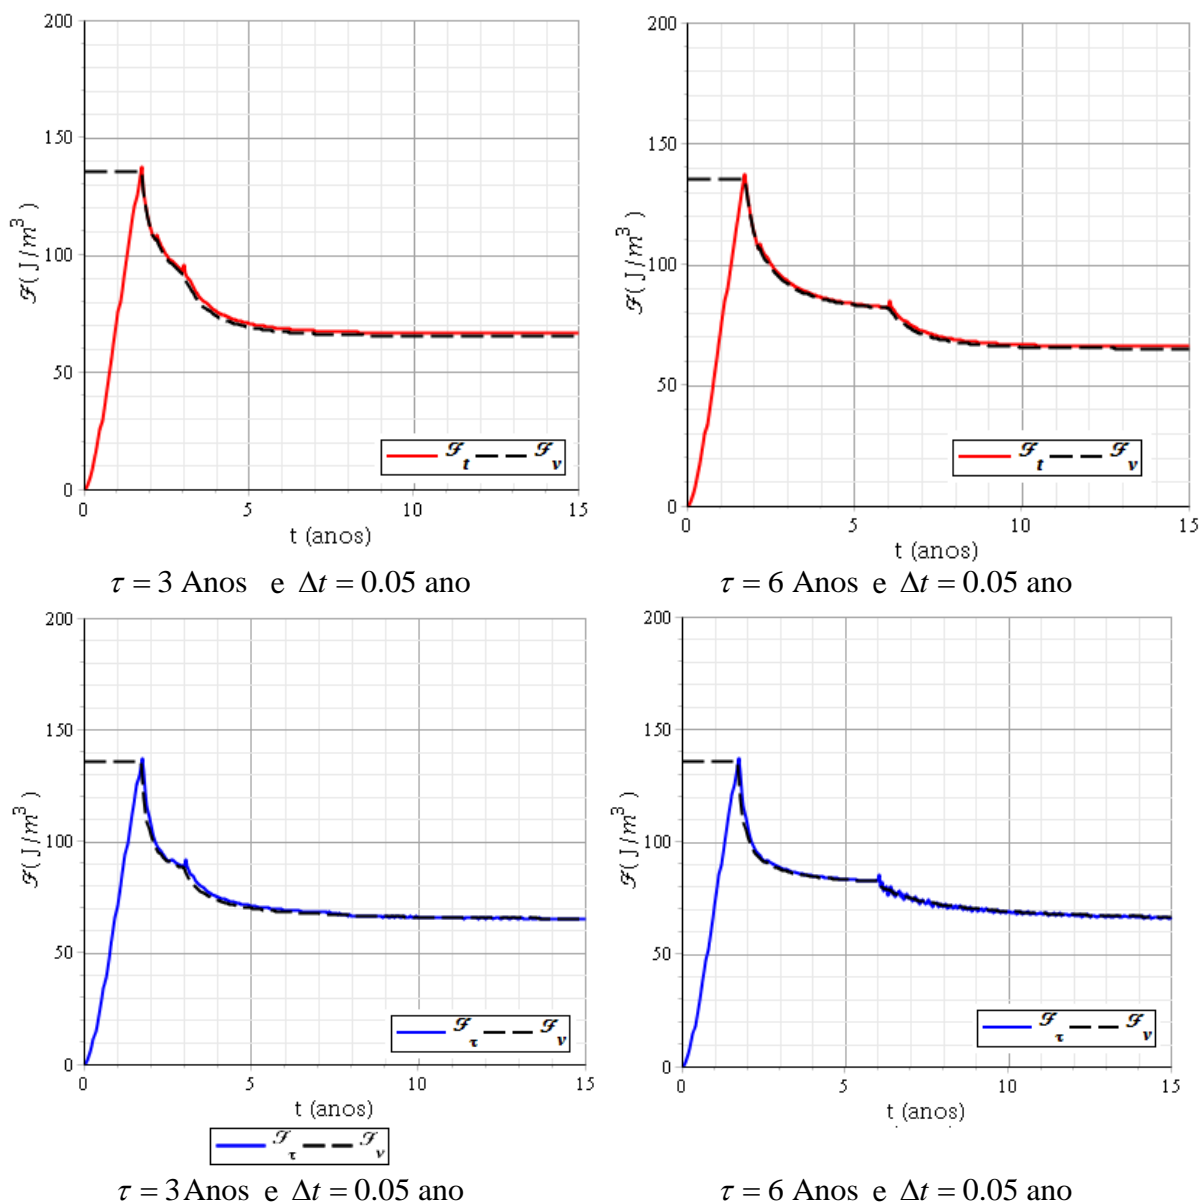 200
150
100
50
0
ℱ( J/m³ )
0 5 10 15
t (anos)
ℱt ℱv
τ = 3 Anos e Δt = 0.05 ano
200
150
100
50
0
ℱ( J/m³ )
0 5 10 15
t (anos)
ℱt ℱv
τ = 6 Anos e Δt = 0.05 ano
200
150
100
50
0
ℱ( J/m³ )
0 5 10 15
t (anos)
ℱτ ℱv
ℱτ ℱv
τ = 3 Anos e Δt = 0.05 ano
200
150
100
50
0
ℱ( J/m³ )
0 5 10 15
t (anos)
ℱτ ℱv
τ = 6 Anos e Δt = 0.05 ano